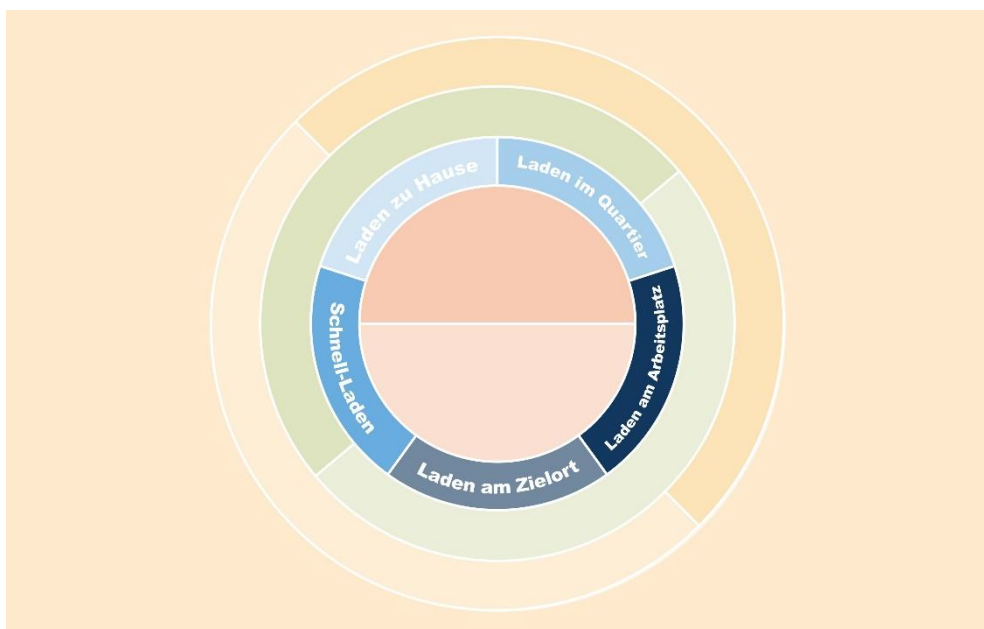 Laden zu Hause
Laden im Quartier
Laden am Arbeitsplatz
Laden am Zielort
Schnell-Laden